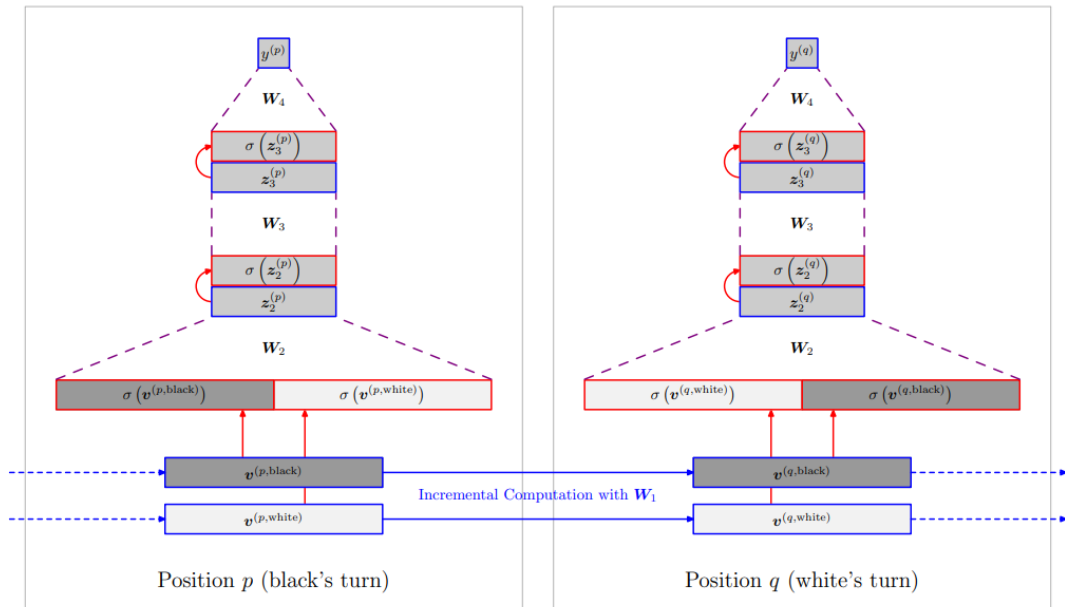 y^{(p)}
W_4
σ(z_3^{(p)})
z_3^{(p)}
W_3
σ(z_2^{(p)})
z_2^{(p)}
W_2
σ(v^{(p,black)}) σ(v^{(p,white)})
v^{(p,black)}
v^{(p,white)}
Position p (black's turn)
Incremental Computation with W_1
y^{(q)}
W_4
σ(z_3^{(q)})
z_3^{(q)}
W_3
σ(z_2^{(q)})
z_2^{(q)}
W_2
σ(v^{(q,white)}) σ(v^{(q,black)})
v^{(q,black)}
v^{(q,white)}
Position q (white's turn)